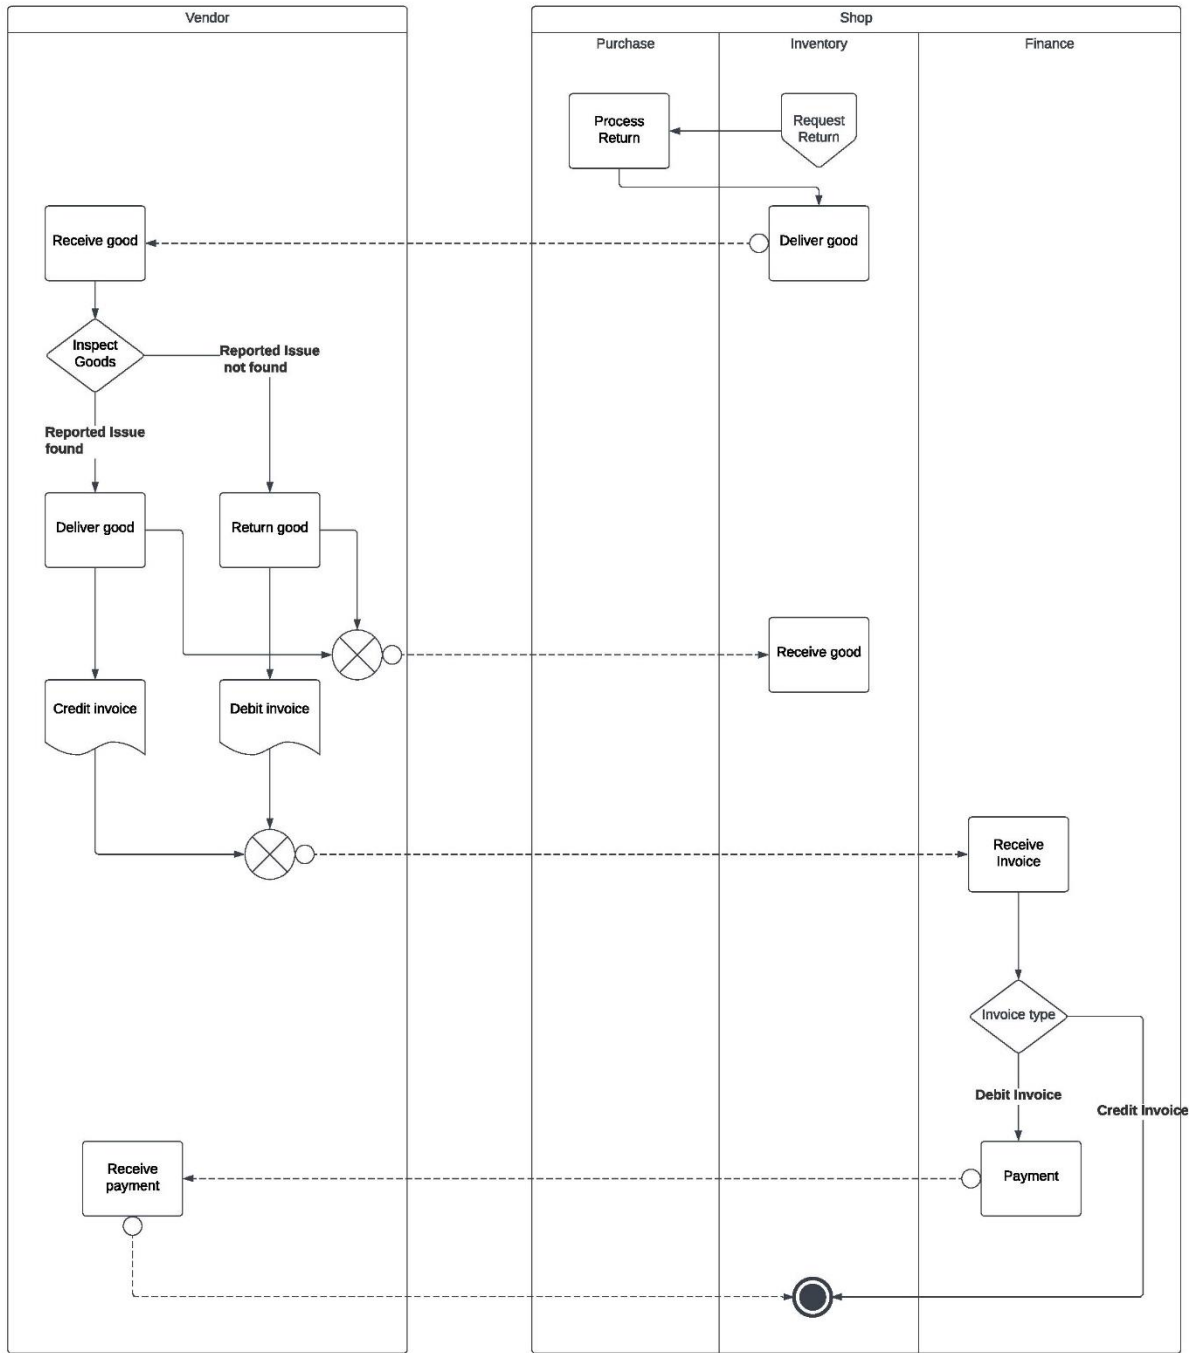 Vendor
Shop
Purchase
Inventory
Finance
Process
Return
Request
Return
Receive good
Deliver good
Inspect
Goods
Reported Issue
not found
Reported Issue
found
Deliver good
Return good
Receive good
Credit invoice
Debit invoice
Receive
Invoice
Invoice type
Debit Invoice
Credit Invoice
Receive
payment
Payment